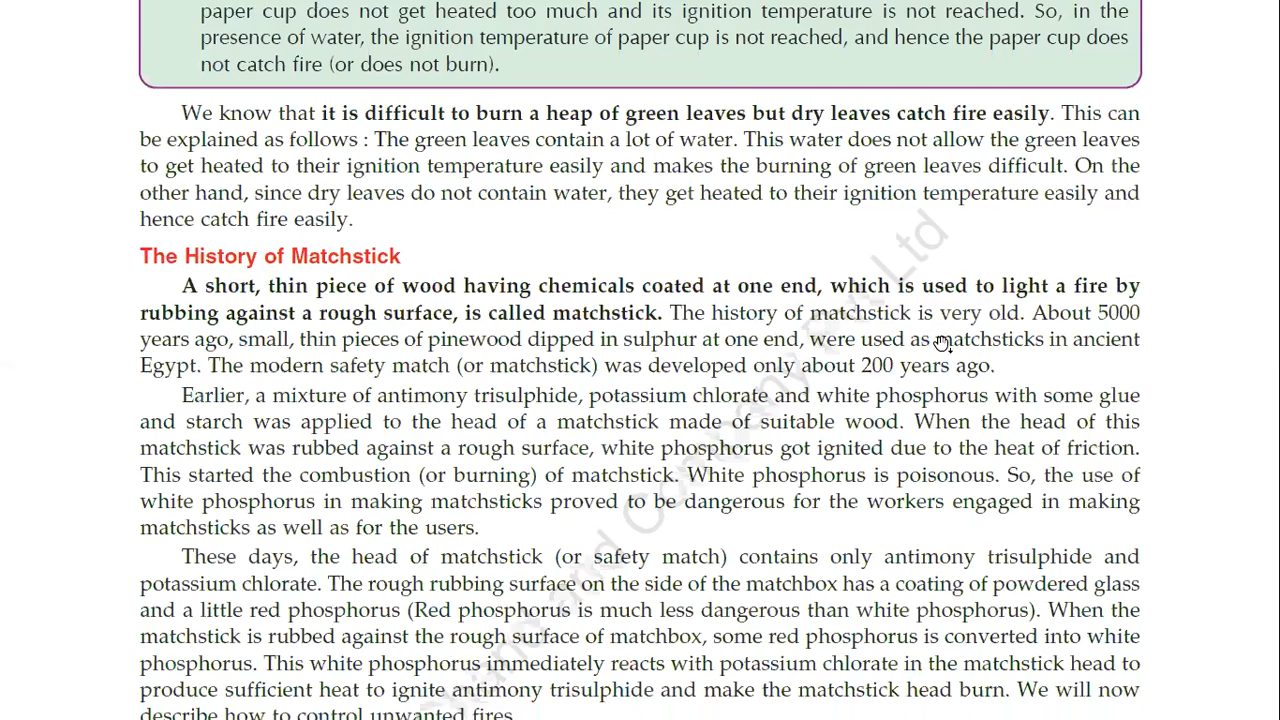 paper cup does not get heated too much and its ignition temperature is not reached. So, in the
presence of water, the ignition temperature of paper cup is not reached, and hence the paper cup does
not catch fire (or does not burn).
We know that it is difficult to burn a heap of green leaves but dry leaves catch fire easily. This can
be explained as follows : The green leaves contain a lot of water. This water does not allow the green leaves
to get heated to their ignition temperature easily and makes the burning of green leaves difficult. On the
other hand, since dry leaves do not contain water, they get heated to their ignition temperature easily and
hence catch fire easily.
The History of Matchstick
A short, thin piece of wood having chemicals coated at one end, which is used to light a fire by
rubbing against a rough surface, is called matchstick. The history of matchstick is very old. About 5000
years ago, small, thin pieces of pinewood dipped in sulphur at one end, were used as matchsticks in ancient
Egypt. The modern safety match (or matchstick) was developed only about 200 years ago.
Earlier, a mixture of antimony trisulphide, potassium chlorate and white phosphorus with some glue
and starch was applied to the head of a matchstick made of suitable wood. When the head of this
matchstick was rubbed against a rough surface, white phosphorus got ignited due to the heat of friction.
This started the combustion (or burning) of matchstick. White phosphorus is poisonous. So, the use of
white phosphorus in making matchsticks proved to be dangerous for the workers engaged in making
matchsticks as well as for the users.
These days, the head of matchstick (or safety match) contains only antimony trisulphide and
potassium chlorate. The rough rubbing surface on the side of the matchbox has a coating of powdered glass
and a little red phosphorus (Red phosphorus is much less dangerous than white phosphorus). When the
matchstick is rubbed against the rough surface of matchbox, some red phosphorus is converted into white
phosphorus. This white phosphorus immediately reacts with potassium chlorate in the matchstick head to
produce sufficient heat to ignite antimony trisulphide and make the matchstick head burn. We will now
describe how to control unwanted fires.
and Company Ltd